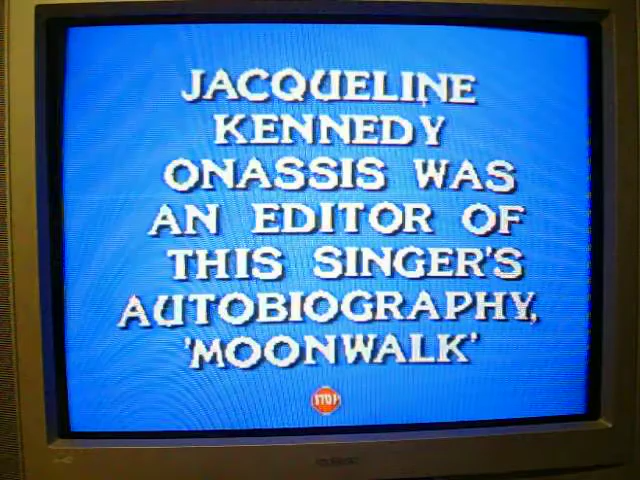 JACQUELINE
KENNEDY
ONASSIS WAS
AN EDITOR OF
THIS SINGER'S
AUTOBIOGRAPHY,
'MOONWALK'
STOP